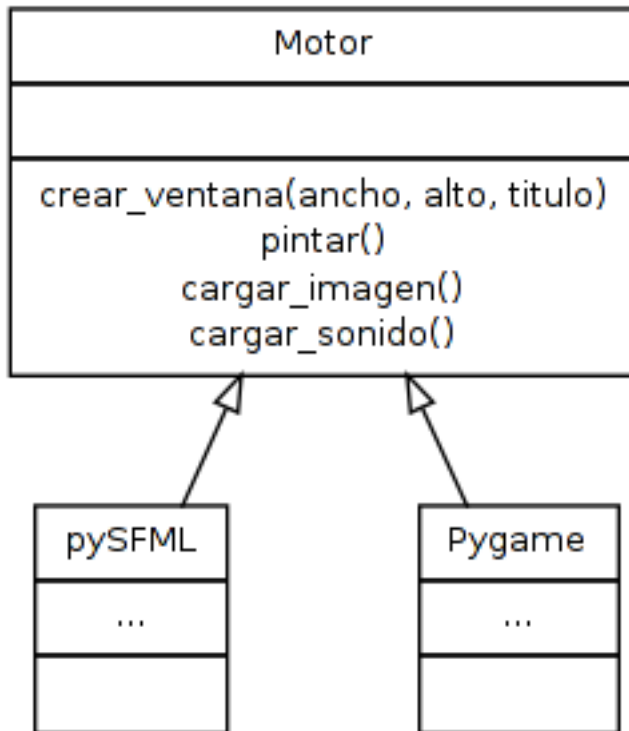 Motor
crear_ventana(ancho, alto, titulo)
pintar()
cargar_imagen()
cargar_sonido()
pySFML
...
Pygame
...